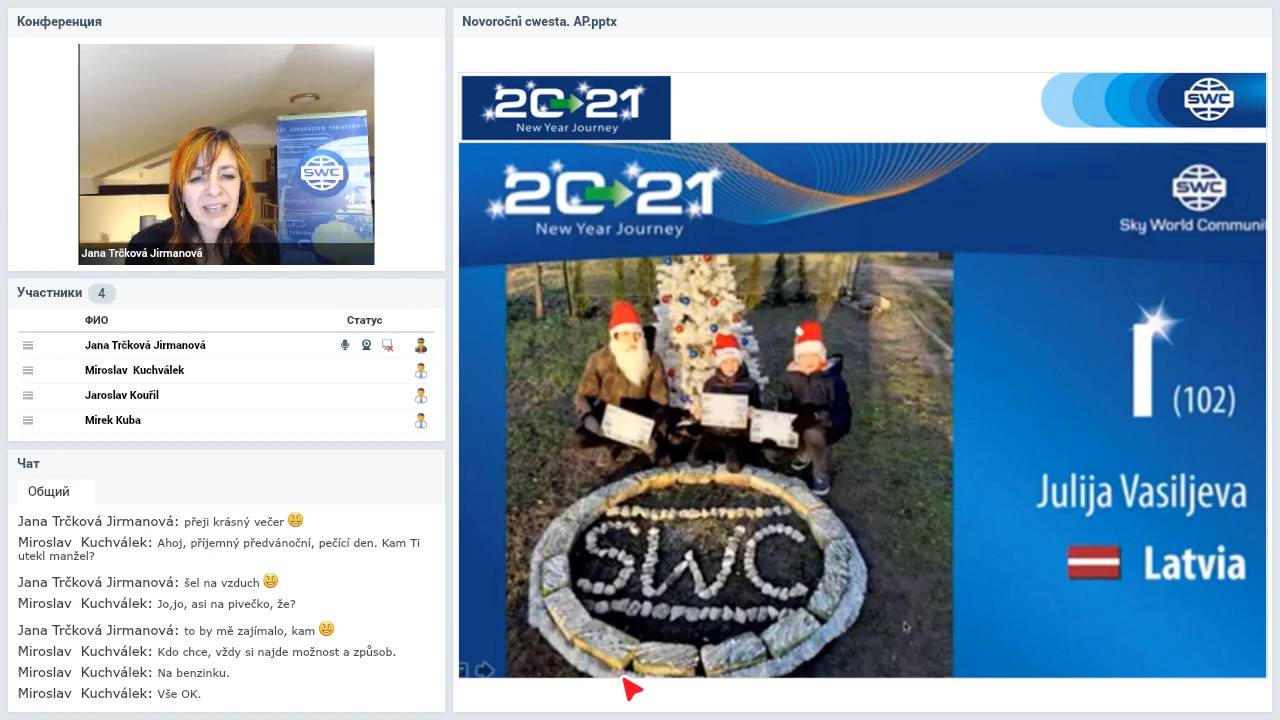 Конференция
Jana Trčková Jirmanová
Участники 4
ФИО Статус
Jana Trčková Jirmanová
Miroslav Kuchválek
Jaroslav Kouřil
Mirek Kuba
Чат
Общий
Jana Trčková Jirmanová: přeji krásný večer
Miroslav Kuchválek: Ahoj, příjemný předvánoční, pečící den. Kam Ti
utekl manžel?
Jana Trčková Jirmanová: šel na vzduch
Miroslav Kuchválek: Jo,jo, asi na pivečko, že?
Jana Trčková Jirmanová: to by mě zajímalo, kam
Miroslav Kuchválek: Kdo chce, vždy si najde možnost a způsob.
Miroslav Kuchválek: Na benzinku.
Miroslav Kuchválek: Vše OK.
Novoroční cwesta. AP.pptx
2021
New Year Journey
SWC
2021
New Year Journey
SWC
Sky World Communi
SWC
(102)
Julija Vasiljeva
Latvia
SWC